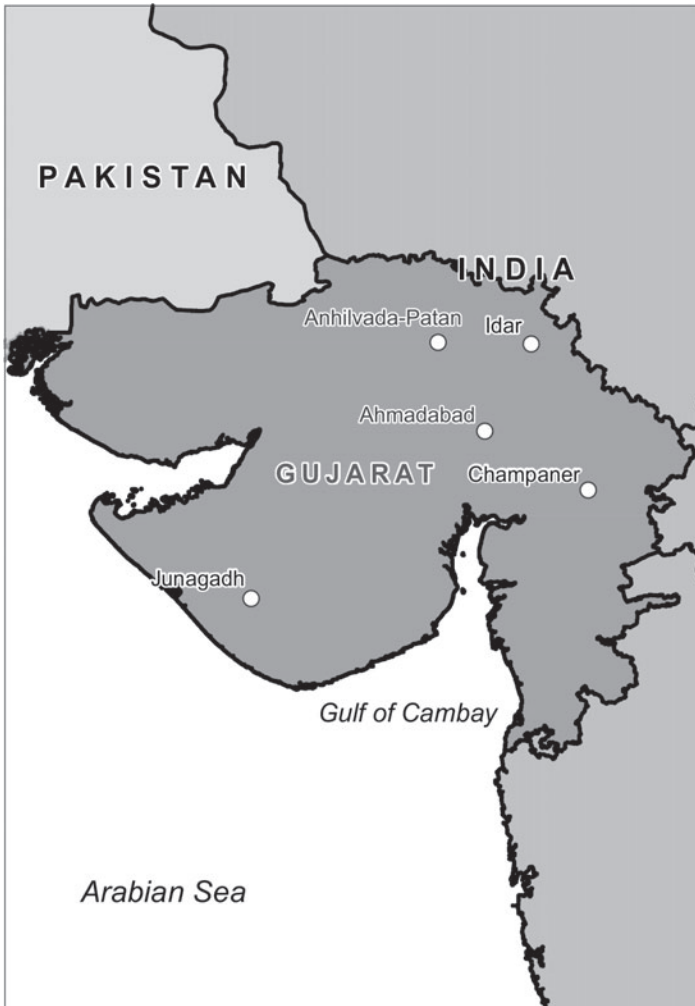 PAKISTAN
INDIA
Anhilvada-Patan
Idar
Ahmadabad
GUJARAT
Champaner
Junagadh
Gulf of Cambay
Arabian Sea